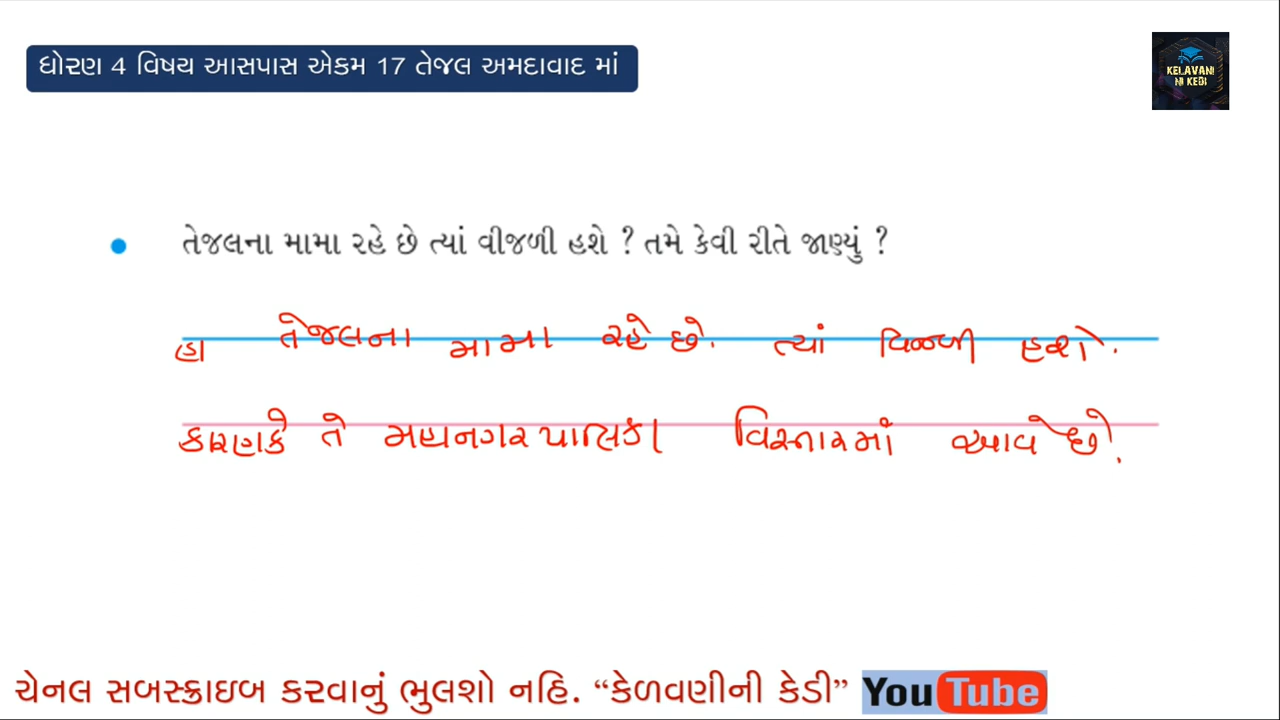 ધોરણ 4 વિષય આસપાસ એકમ 17 તેજલ અમદાવાદ માં
KELAVANI
NI KEDI
તેજલના મામા રહે છે ત્યાં વીજળી હશે ? તમે કેવી રીતે જાણ્યું ?
હા તેજલના મામા રહે છે. ત્યાં વિજળી હશે.
કારણકે તે મહાનગરપાલિકા વિસ્તારમાં આવે છે.
ચેનલ સબસ્ક્રાઇબ કરવાનું ભુલશો નહિ. “કેળવણીની કેડી” YouTube